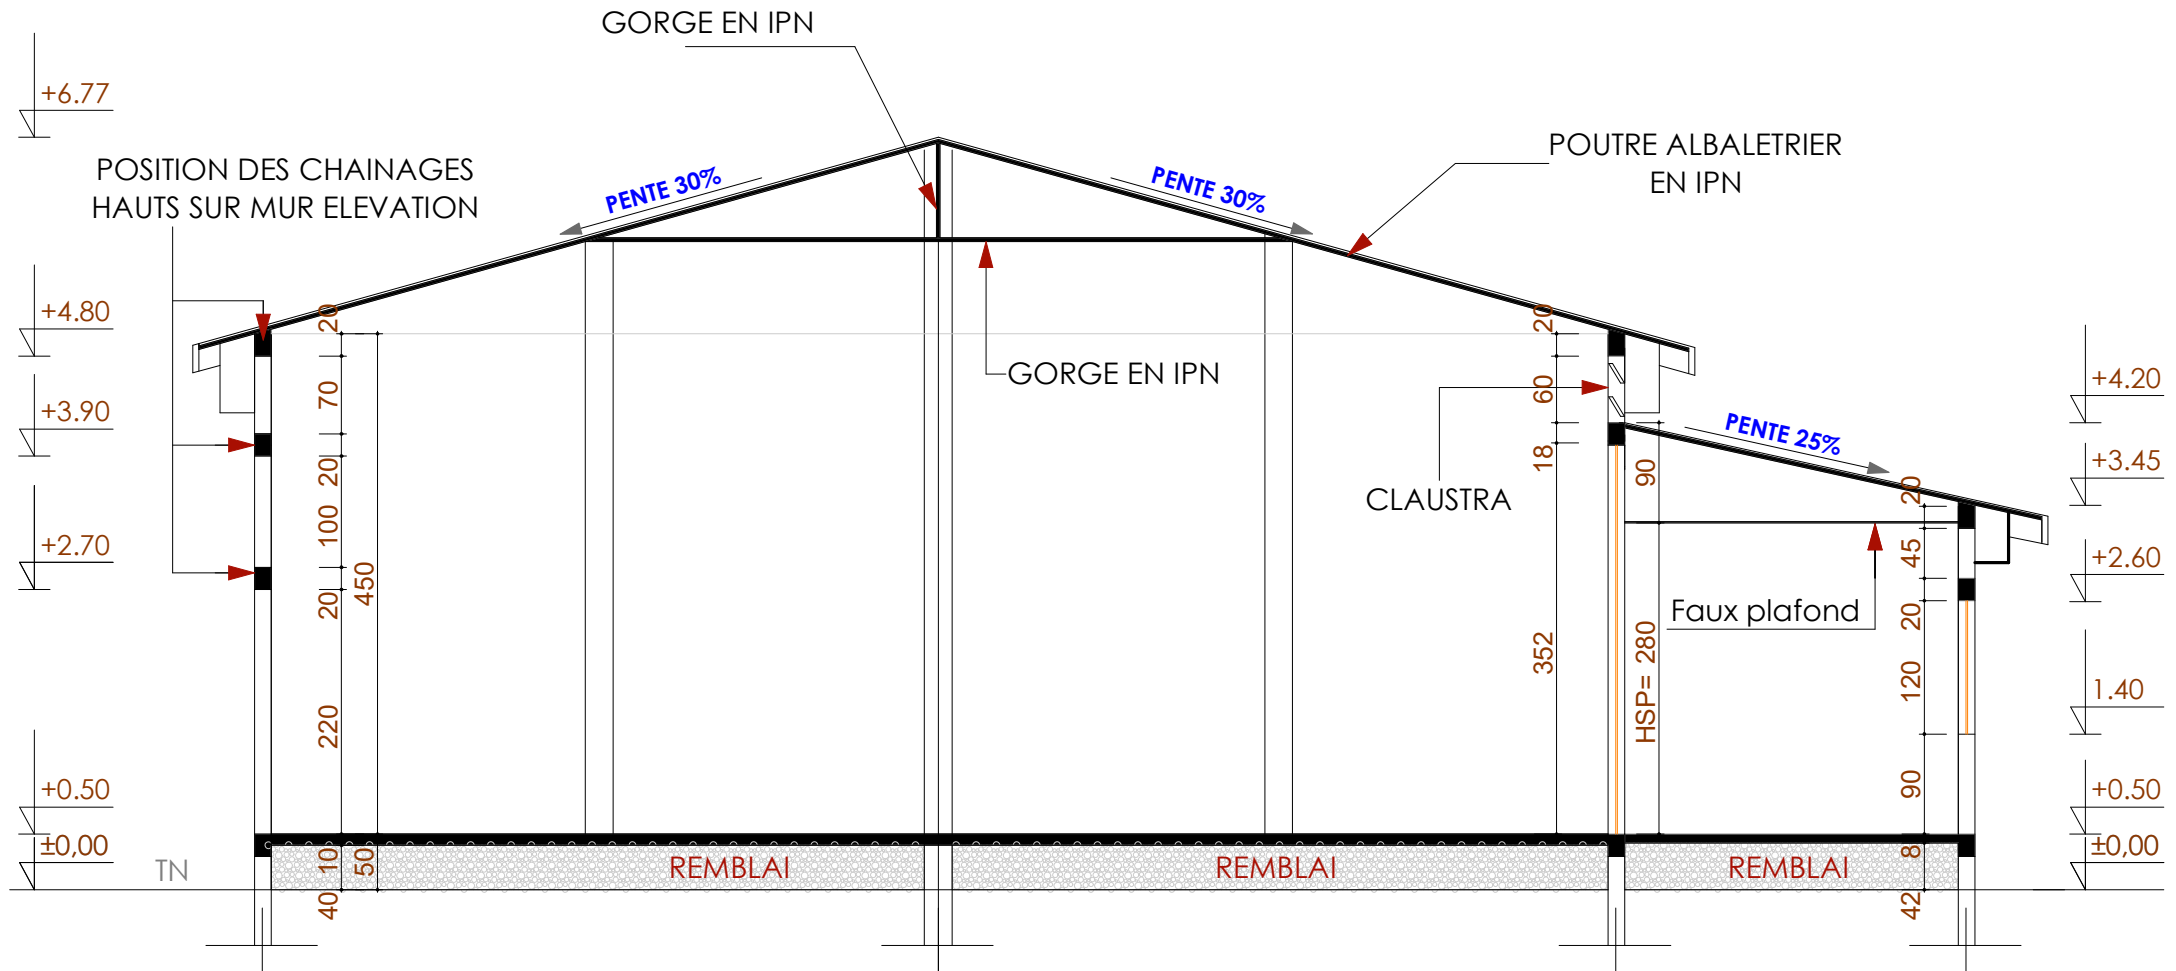 GORGE EN IPN
+6.77
POSITION DES CHAINAGES
HAUTS SUR MUR ELEVATION
PENTE 30%
PENTE 30%
POUTRE ALBALETRIER
EN IPN
+4.80
+3.90
+2.70
+0.50
±0,00
TN
20
70
20
100
20
220
10
40
450
50
GORGE EN IPN
CLAUSTRA
20
60
18
352
90
HSP= 280
PENTE 25%
Faux plafond
20
45
20
120
90
8
42
+4.20
+3.45
+2.60
1.40
+0.50
±0,00
REMBLAI
REMBLAI
REMBLAI